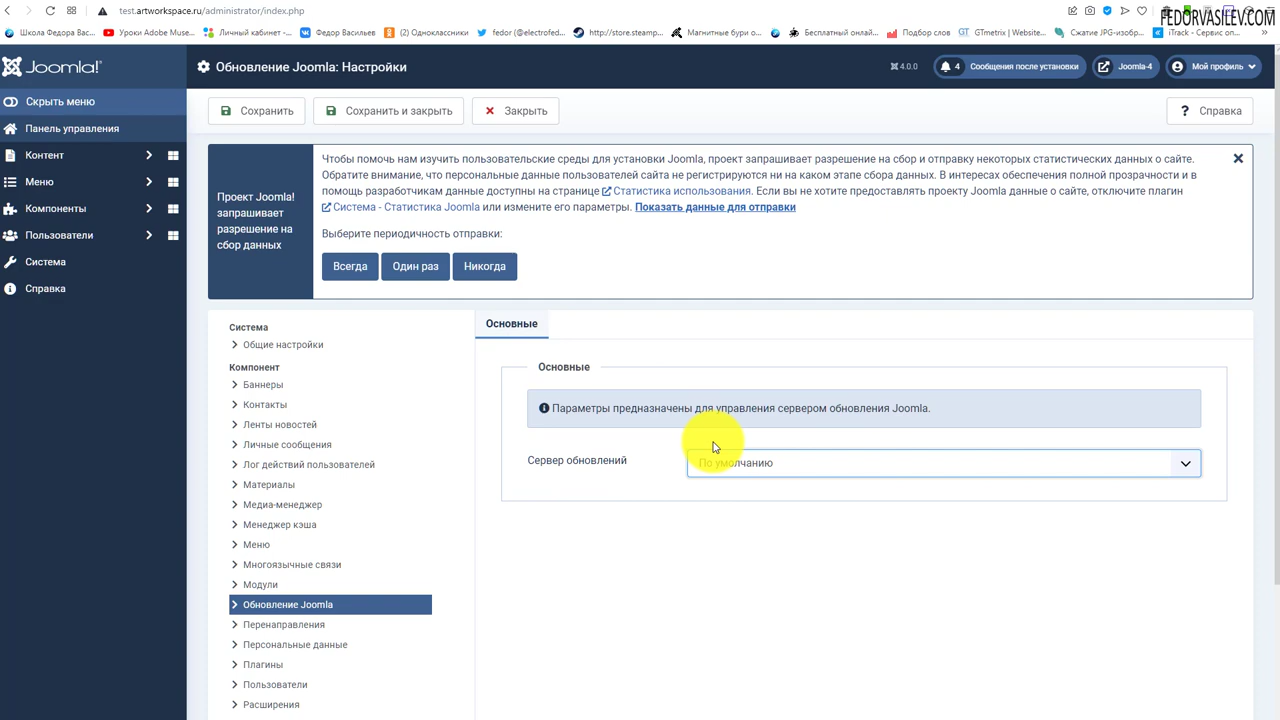 test.artworkspace.ru/administrator/index.php
FEDORVASILEV.COM
Школа Федора Вас...
Уроки Adobe Muse...
Личный кабинет -...
Федор Васильев
(2) Одноклассники
fedor (@electrofed...
http://store.steamp...
Магнитные бури о...
Бесплатный онлай...
Подбор слов
GTmetrix | Website...
Сжатие JPG-изобр...
iTrack - Сервис оп...
Joomla!
Обновление Joomla: Настройки
4.0.0
4 Сообщения после установки
Joomla-4
Мой профиль
Скрыть меню
Панель управления
Контент
Меню
Компоненты
Пользователи
Система
Справка
Сохранить
Сохранить и закрыть
Закрыть
? Справка
Проект Joomla!
запрашивает
разрешение на
сбор данных
Чтобы помочь нам изучить пользовательские среды для установки Joomla, проект запрашивает разрешение на сбор и отправку некоторых статистических данных о сайте.
Обратите внимание, что персональные данные пользователей сайта не регистрируются ни на каком этапе сбора данных. В интересах обеспечения полной прозрачности и в
помощь разработчикам данные доступны на странице Статистика использования. Если вы не хотите предоставлять проекту Joomla данные о сайте, отключите плагин
Система - Статистика Joomla или измените его параметры. Показать данные для отправки
Выберите периодичность отправки:
Всегда
Один раз
Никогда
Система
Общие настройки
Компонент
Баннеры
Контакты
Ленты новостей
Личные сообщения
Лог действий пользователей
Материалы
Медиа-менеджер
Менеджер кэша
Меню
Многоязычные связи
Модули
Обновление Joomla
Перенаправления
Персональные данные
Плагины
Пользователи
Расширения
Основные
Основные
Параметры предназначены для управления сервером обновления Joomla.
Сервер обновлений
По умолчанию